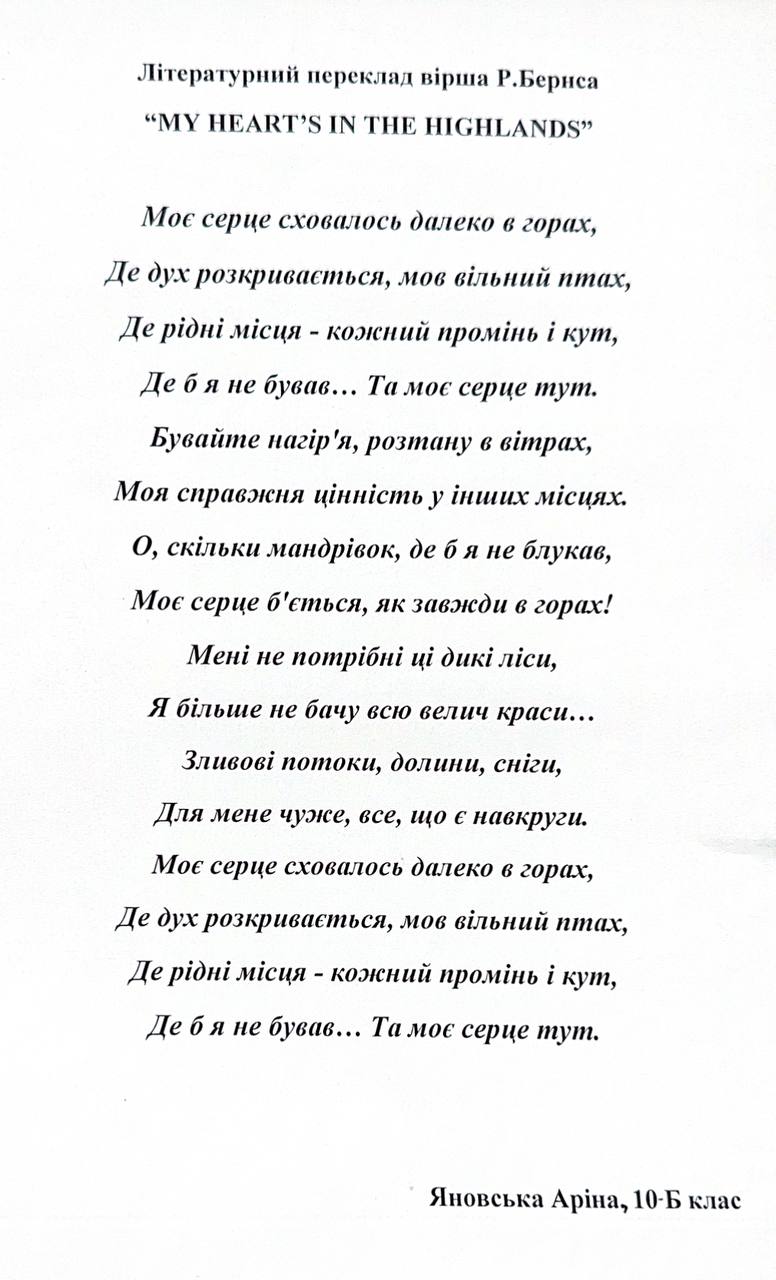 Літературний переклад вірша Р.Бернса
“MY HEART’S IN THE HIGHLANDS”
Моє серце сховалось далеко в горах,
Де дух розкривається, мов вільний птах,
Де рідні місця - кожний промінь і кут,
Де б я не бував… Та моє серце тут.
Бувайте нагір'я, розтану в вітрах,
Моя справжня цінність у інших місцях.
О, скільки мандрівок, де б я не блукав,
Моє серце б'ється, як завжди в горах!
Мені не потрібні ці дикі ліси,
Я більше не бачу всю велич краси…
Зливові потоки, долини, сніги,
Для мене чуже, все, що є навкруги.
Моє серце сховалось далеко в горах,
Де дух розкривається, мов вільний птах,
Де рідні місця - кожний промінь і кут,
Де б я не бував… Та моє серце тут.
Яновська Аріна, 10-Б клас